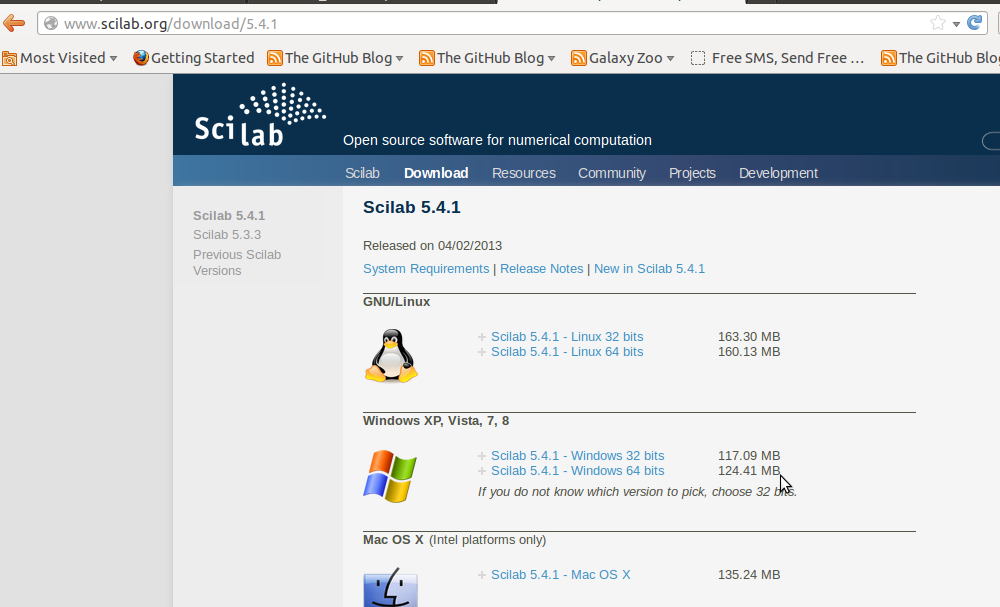 www.scilab.org/download/5.4.1
Most Visited Getting Started The GitHub Blog The GitHub Blog Galaxy Zoo Free SMS, Send Free ... The GitHub
Scilab
Open source software for numerical computation
Scilab Download Resources Community Projects Development
Scilab 5.4.1
Scilab 5.3.3
Previous Scilab
Versions
Scilab 5.4.1
Released on 04/02/2013
System Requirements | Release Notes | New in Scilab 5.4.1
GNU/Linux
Scilab 5.4.1 - Linux 32 bits 163.30 MB
Scilab 5.4.1 - Linux 64 bits 160.13 MB
Windows XP, Vista, 7, 8
Scilab 5.4.1 - Windows 32 bits 117.09 MB
Scilab 5.4.1 - Windows 64 bits 124.41 MB
If you do not know which version to pick, choose 32 bits.
Mac OS X (Intel platforms only)
Scilab 5.4.1 - Mac OS X 135.24 MB